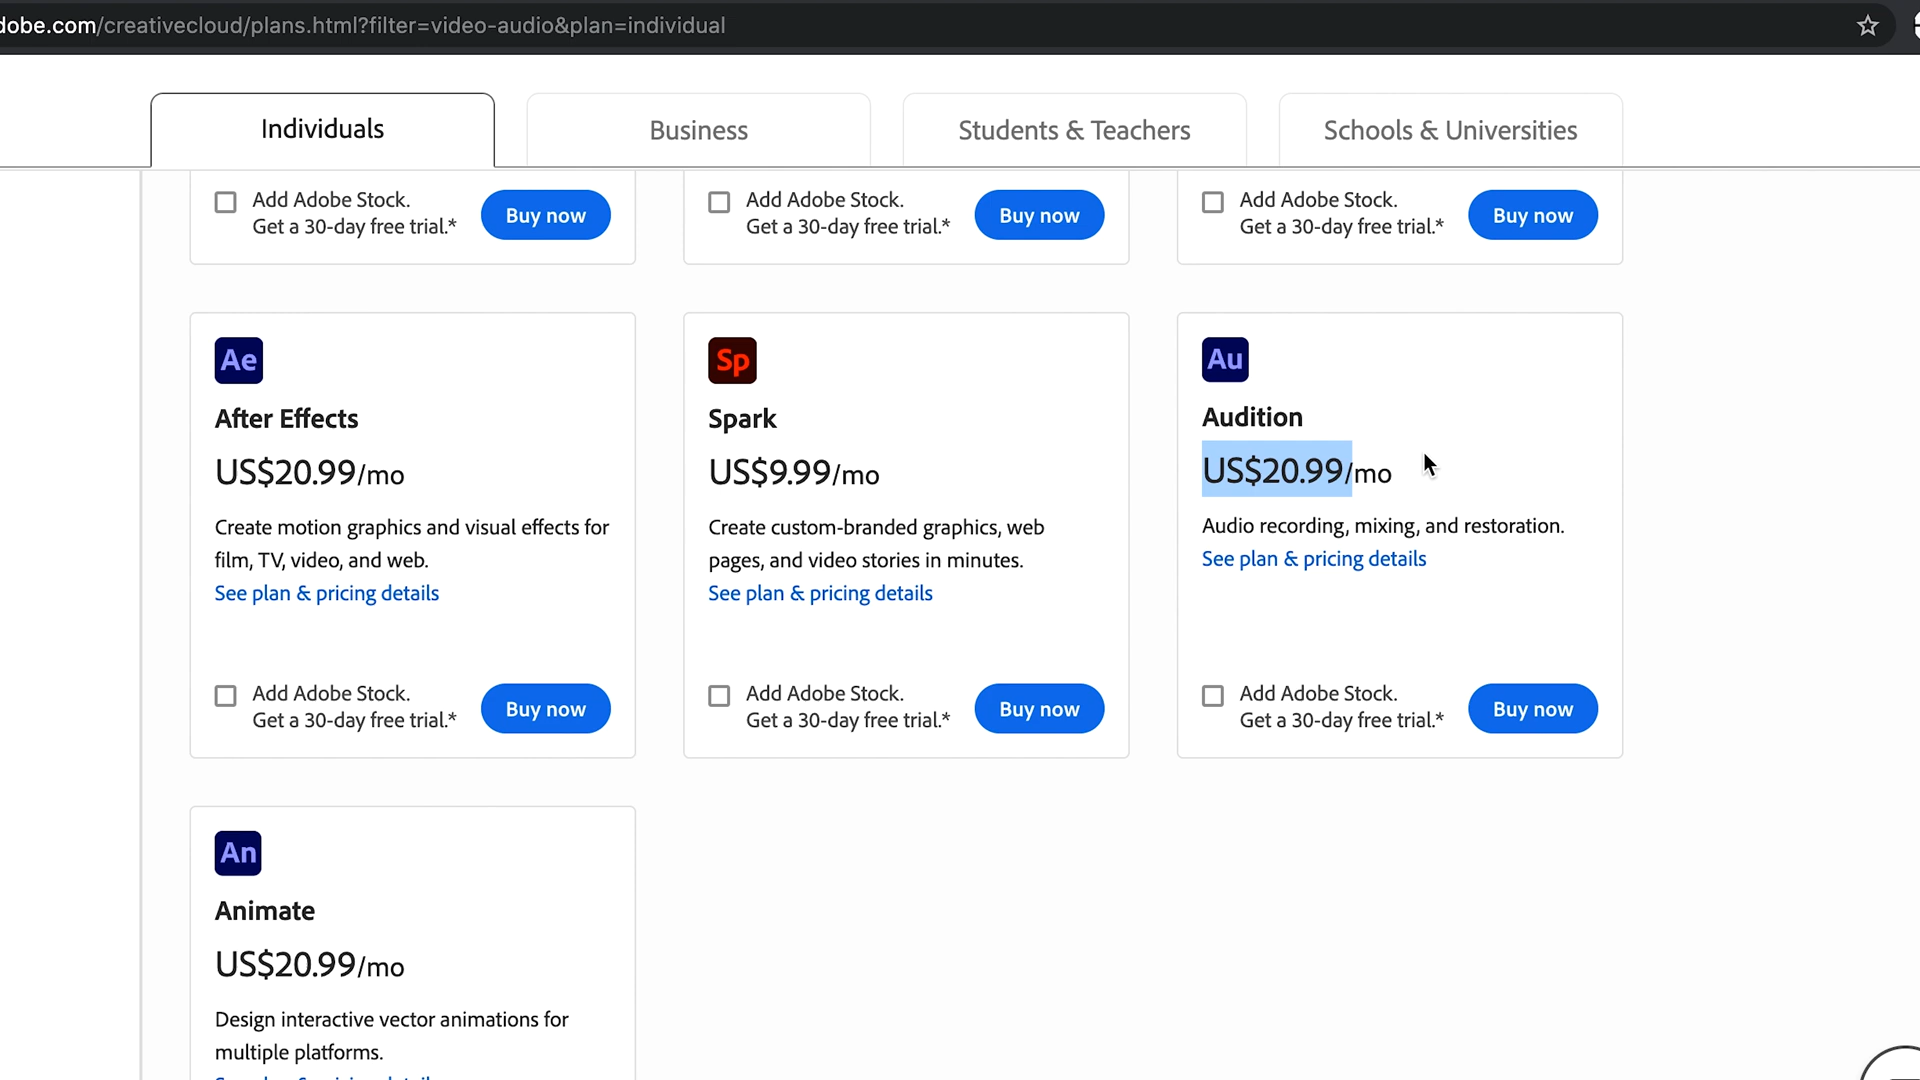 dobe.com/creativecloud/plans.html?filter=video-audio&plan=individual
Individuals
Business
Students & Teachers
Schools & Universities
Add Adobe Stock.
Get a 30-day free trial.*
Buy now
Add Adobe Stock.
Get a 30-day free trial.*
Buy now
Add Adobe Stock.
Get a 30-day free trial.*
Buy now
Ae
After Effects
US$20.99/mo
Create motion graphics and visual effects for
film, TV, video, and web.
See plan & pricing details
Add Adobe Stock.
Get a 30-day free trial.*
Buy now
Sp
Spark
US$9.99/mo
Create custom-branded graphics, web
pages, and video stories in minutes.
See plan & pricing details
Add Adobe Stock.
Get a 30-day free trial.*
Buy now
Au
Audition
US$20.99/mo
Audio recording, mixing, and restoration.
See plan & pricing details
Add Adobe Stock.
Get a 30-day free trial.*
Buy now
An
Animate
US$20.99/mo
Design interactive vector animations for
multiple platforms.